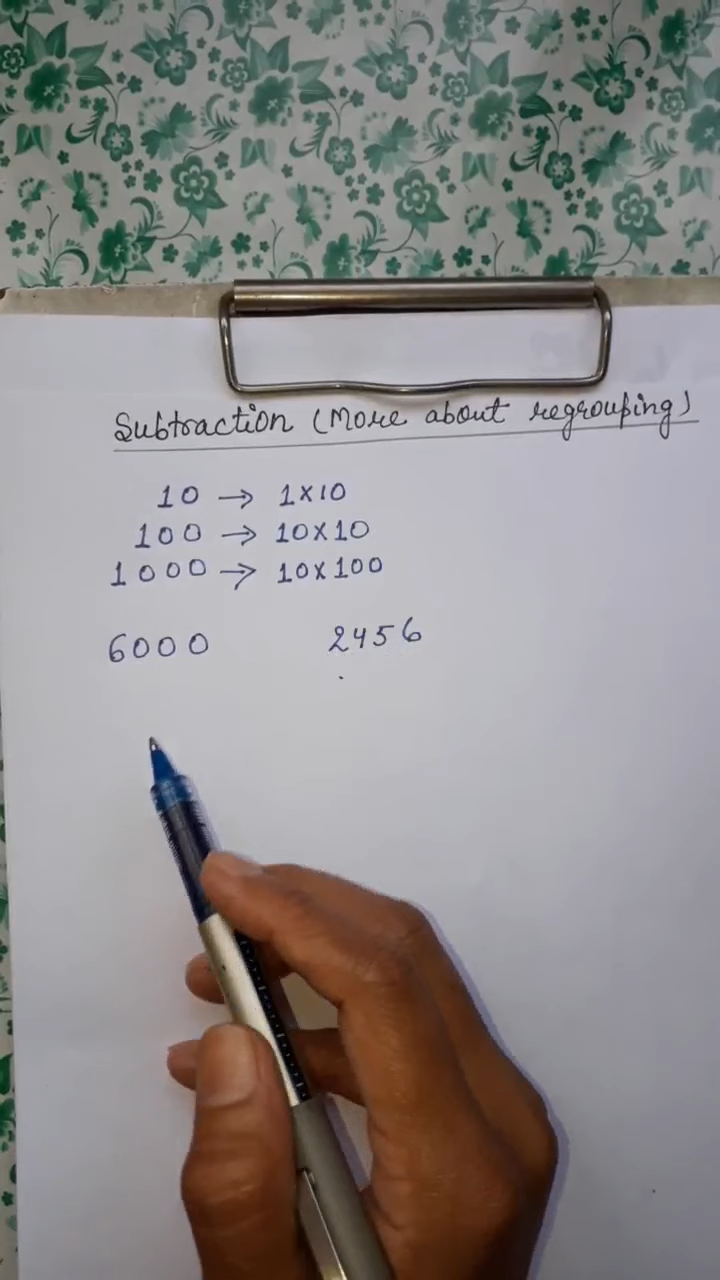 Subtraction (More about regrouping)
10 → 1×10
100 → 10×10
1000 → 10×100
6000 2456